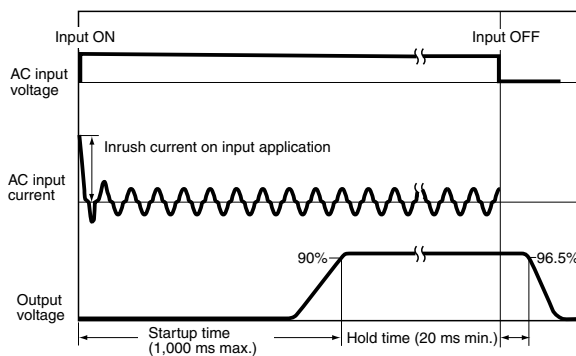 Input ON
Input OFF
AC input
voltage
Inrush current on input application
AC input
current
90%
96.5%
Output
voltage
Startup time
(1,000 ms max.)
Hold time (20 ms min.)